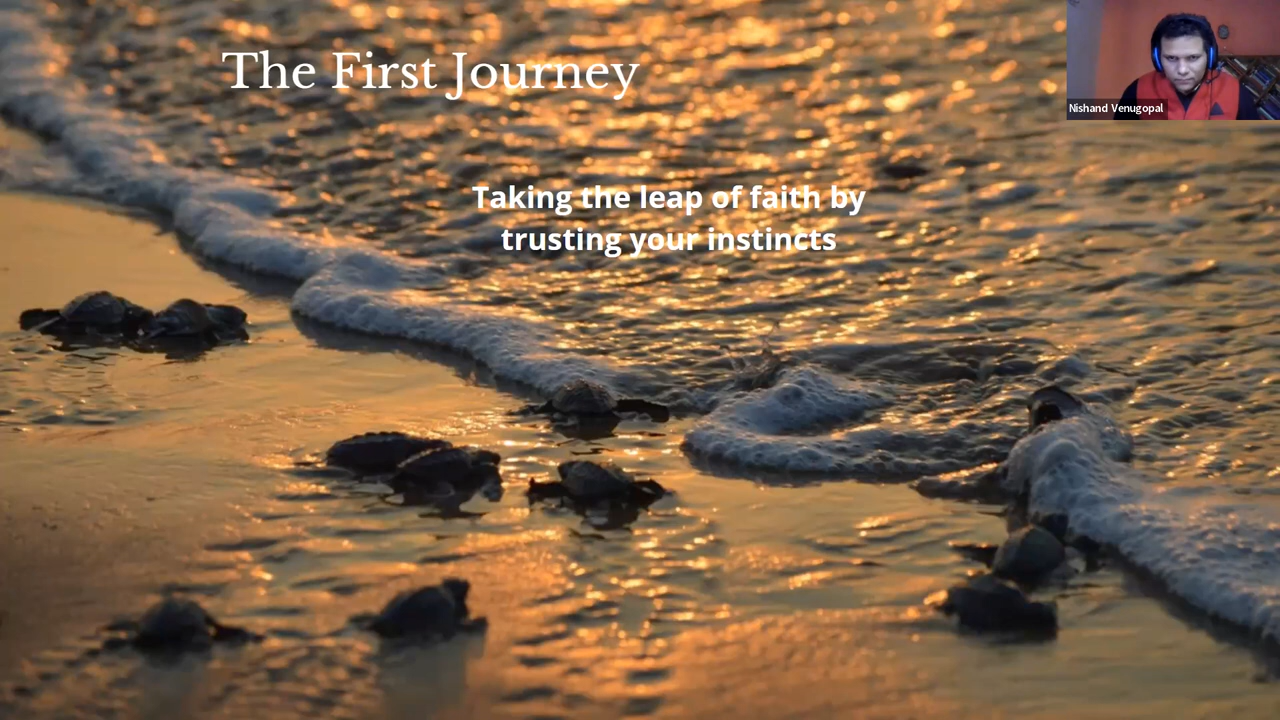 The First Journey
Nishand Venugopal
Taking the leap of faith by
trusting your instincts